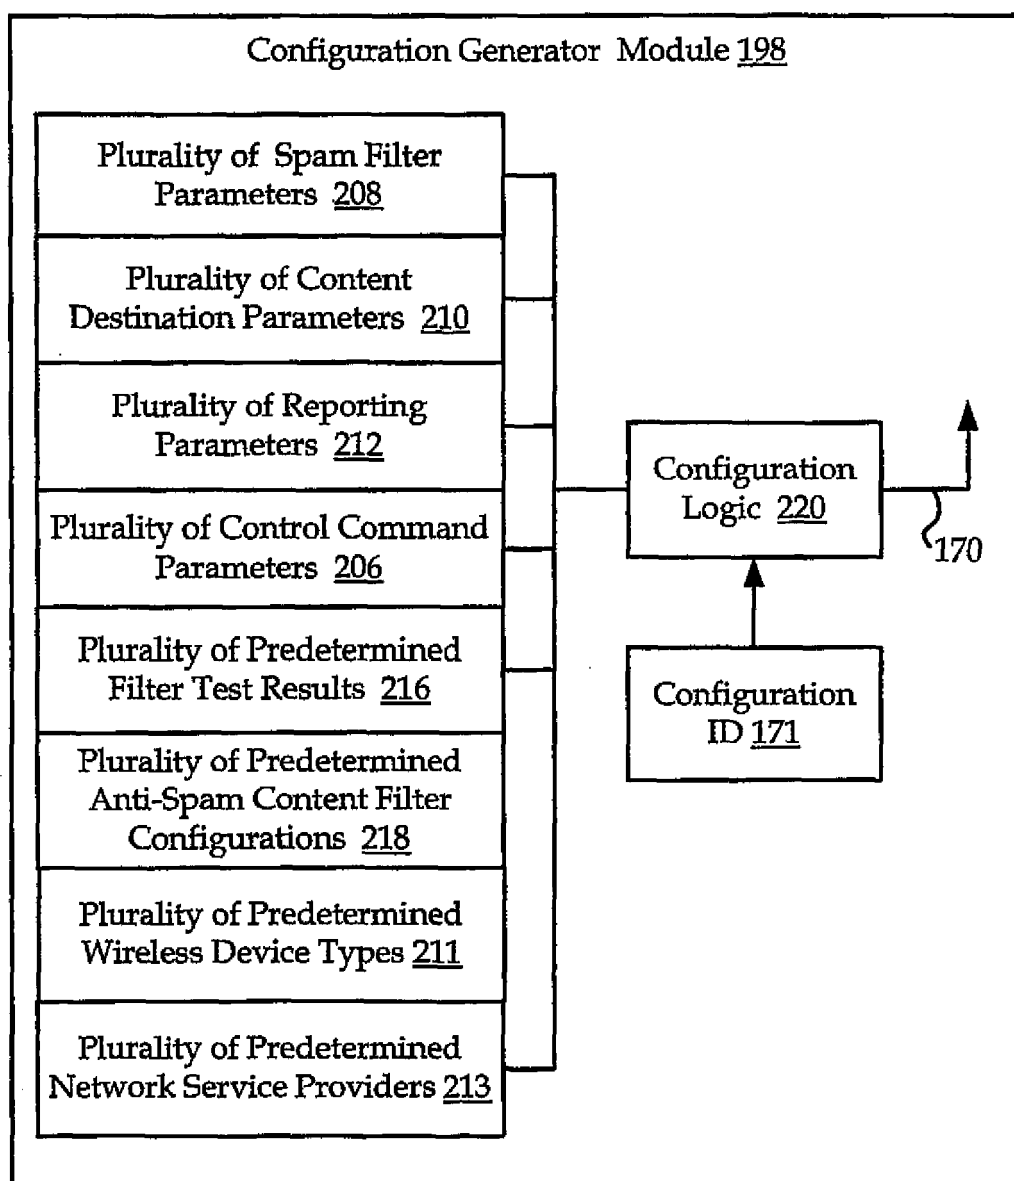 Configuration Generator Module 198
Plurality of Spam Filter
Parameters 208
Plurality of Content
Destination Parameters 210
Plurality of Reporting
Parameters 212
Plurality of Control Command
Parameters 206
Plurality of Predetermined
Filter Test Results 216
Plurality of Predetermined
Anti-Spam Content Filter
Configurations 218
Plurality of Predetermined
Wireless Device Types 211
Plurality of Predetermined
Network Service Providers 213
Configuration
Logic 220
170
Configuration
ID 171